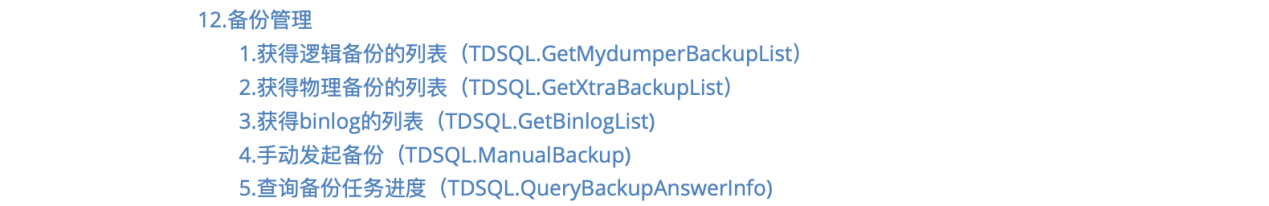 12.备份管理
1.获得逻辑备份的列表（TDSQL.GetMydumperBackupList）
2.获得物理备份的列表（TDSQL.GetXtraBackupList）
3.获得binlog的列表（TDSQL.GetBinlogList)
4.手动发起备份（TDSQL.ManualBackup)
5.查询备份任务进度（TDSQL.QueryBackupAnswerInfo)